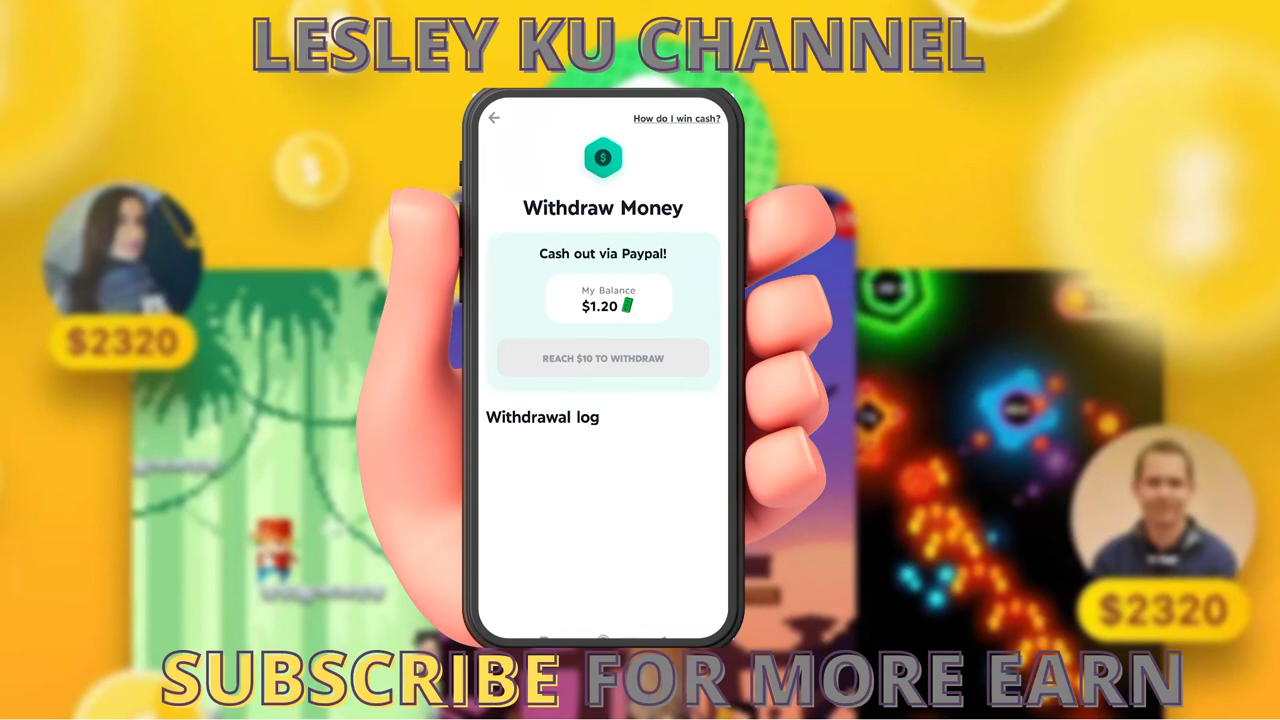 LESLEY KU CHANNEL
How do I win cash?
$
Withdraw Money
Cash out via Paypal!
My Balance
$1.20
REACH $10 TO WITHDRAW
Withdrawal log
$2320
$2320
SUBSCRIBE FOR MORE EARN